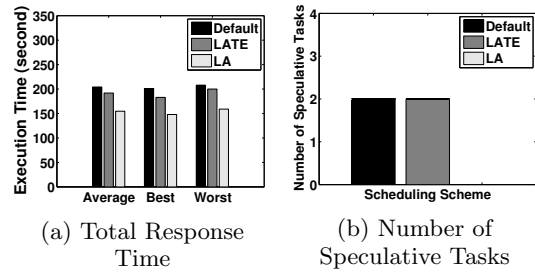 Execution Time (second)
350
300
250
200
150
100
50
0
Default
LATE
LA
Average Best Worst
(a) Total Response
Time
Number of
Speculative Tasks
4
3
2
1
0
Default
LATE
LA
Scheduling Scheme
(b) Number of
Speculative Tasks